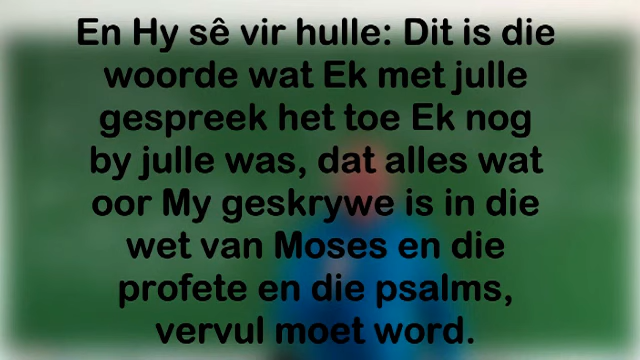 En Hy sê vir hulle: Dit is die
woorde wat Ek met julle
gespreek het toe Ek nog
by julle was, dat alles wat
oor My geskrywe is in die
wet van Moses en die
profete en die psalms,
vervul moet word.